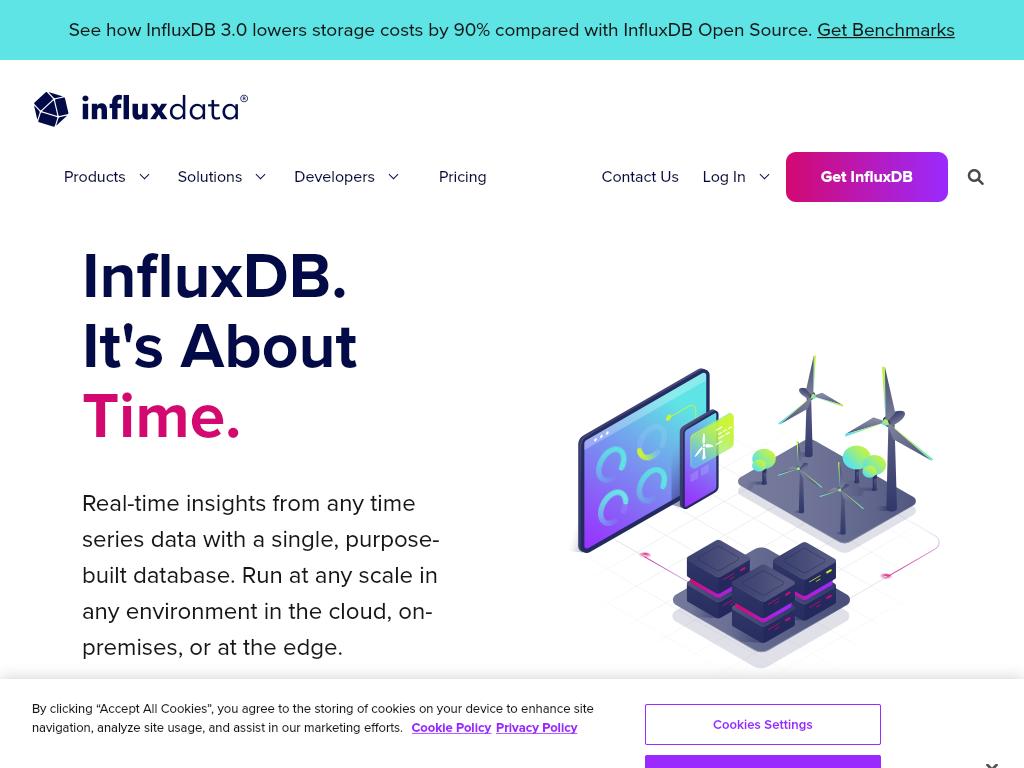 See how InfluxDB 3.0 lowers storage costs by 90% compared with InfluxDB Open Source. Get Benchmarks
influxdata®
Products Solutions Developers Pricing Contact Us Log In Get InfluxDB
InfluxDB.
It's About
Time.
Real-time insights from any time
series data with a single, purpose-
built database. Run at any scale in
any environment in the cloud, on-
premises, or at the edge.
By clicking “Accept All Cookies”, you agree to the storing of cookies on your device to enhance site
navigation, analyze site usage, and assist in our marketing efforts. Cookie Policy Privacy Policy
Cookies Settings